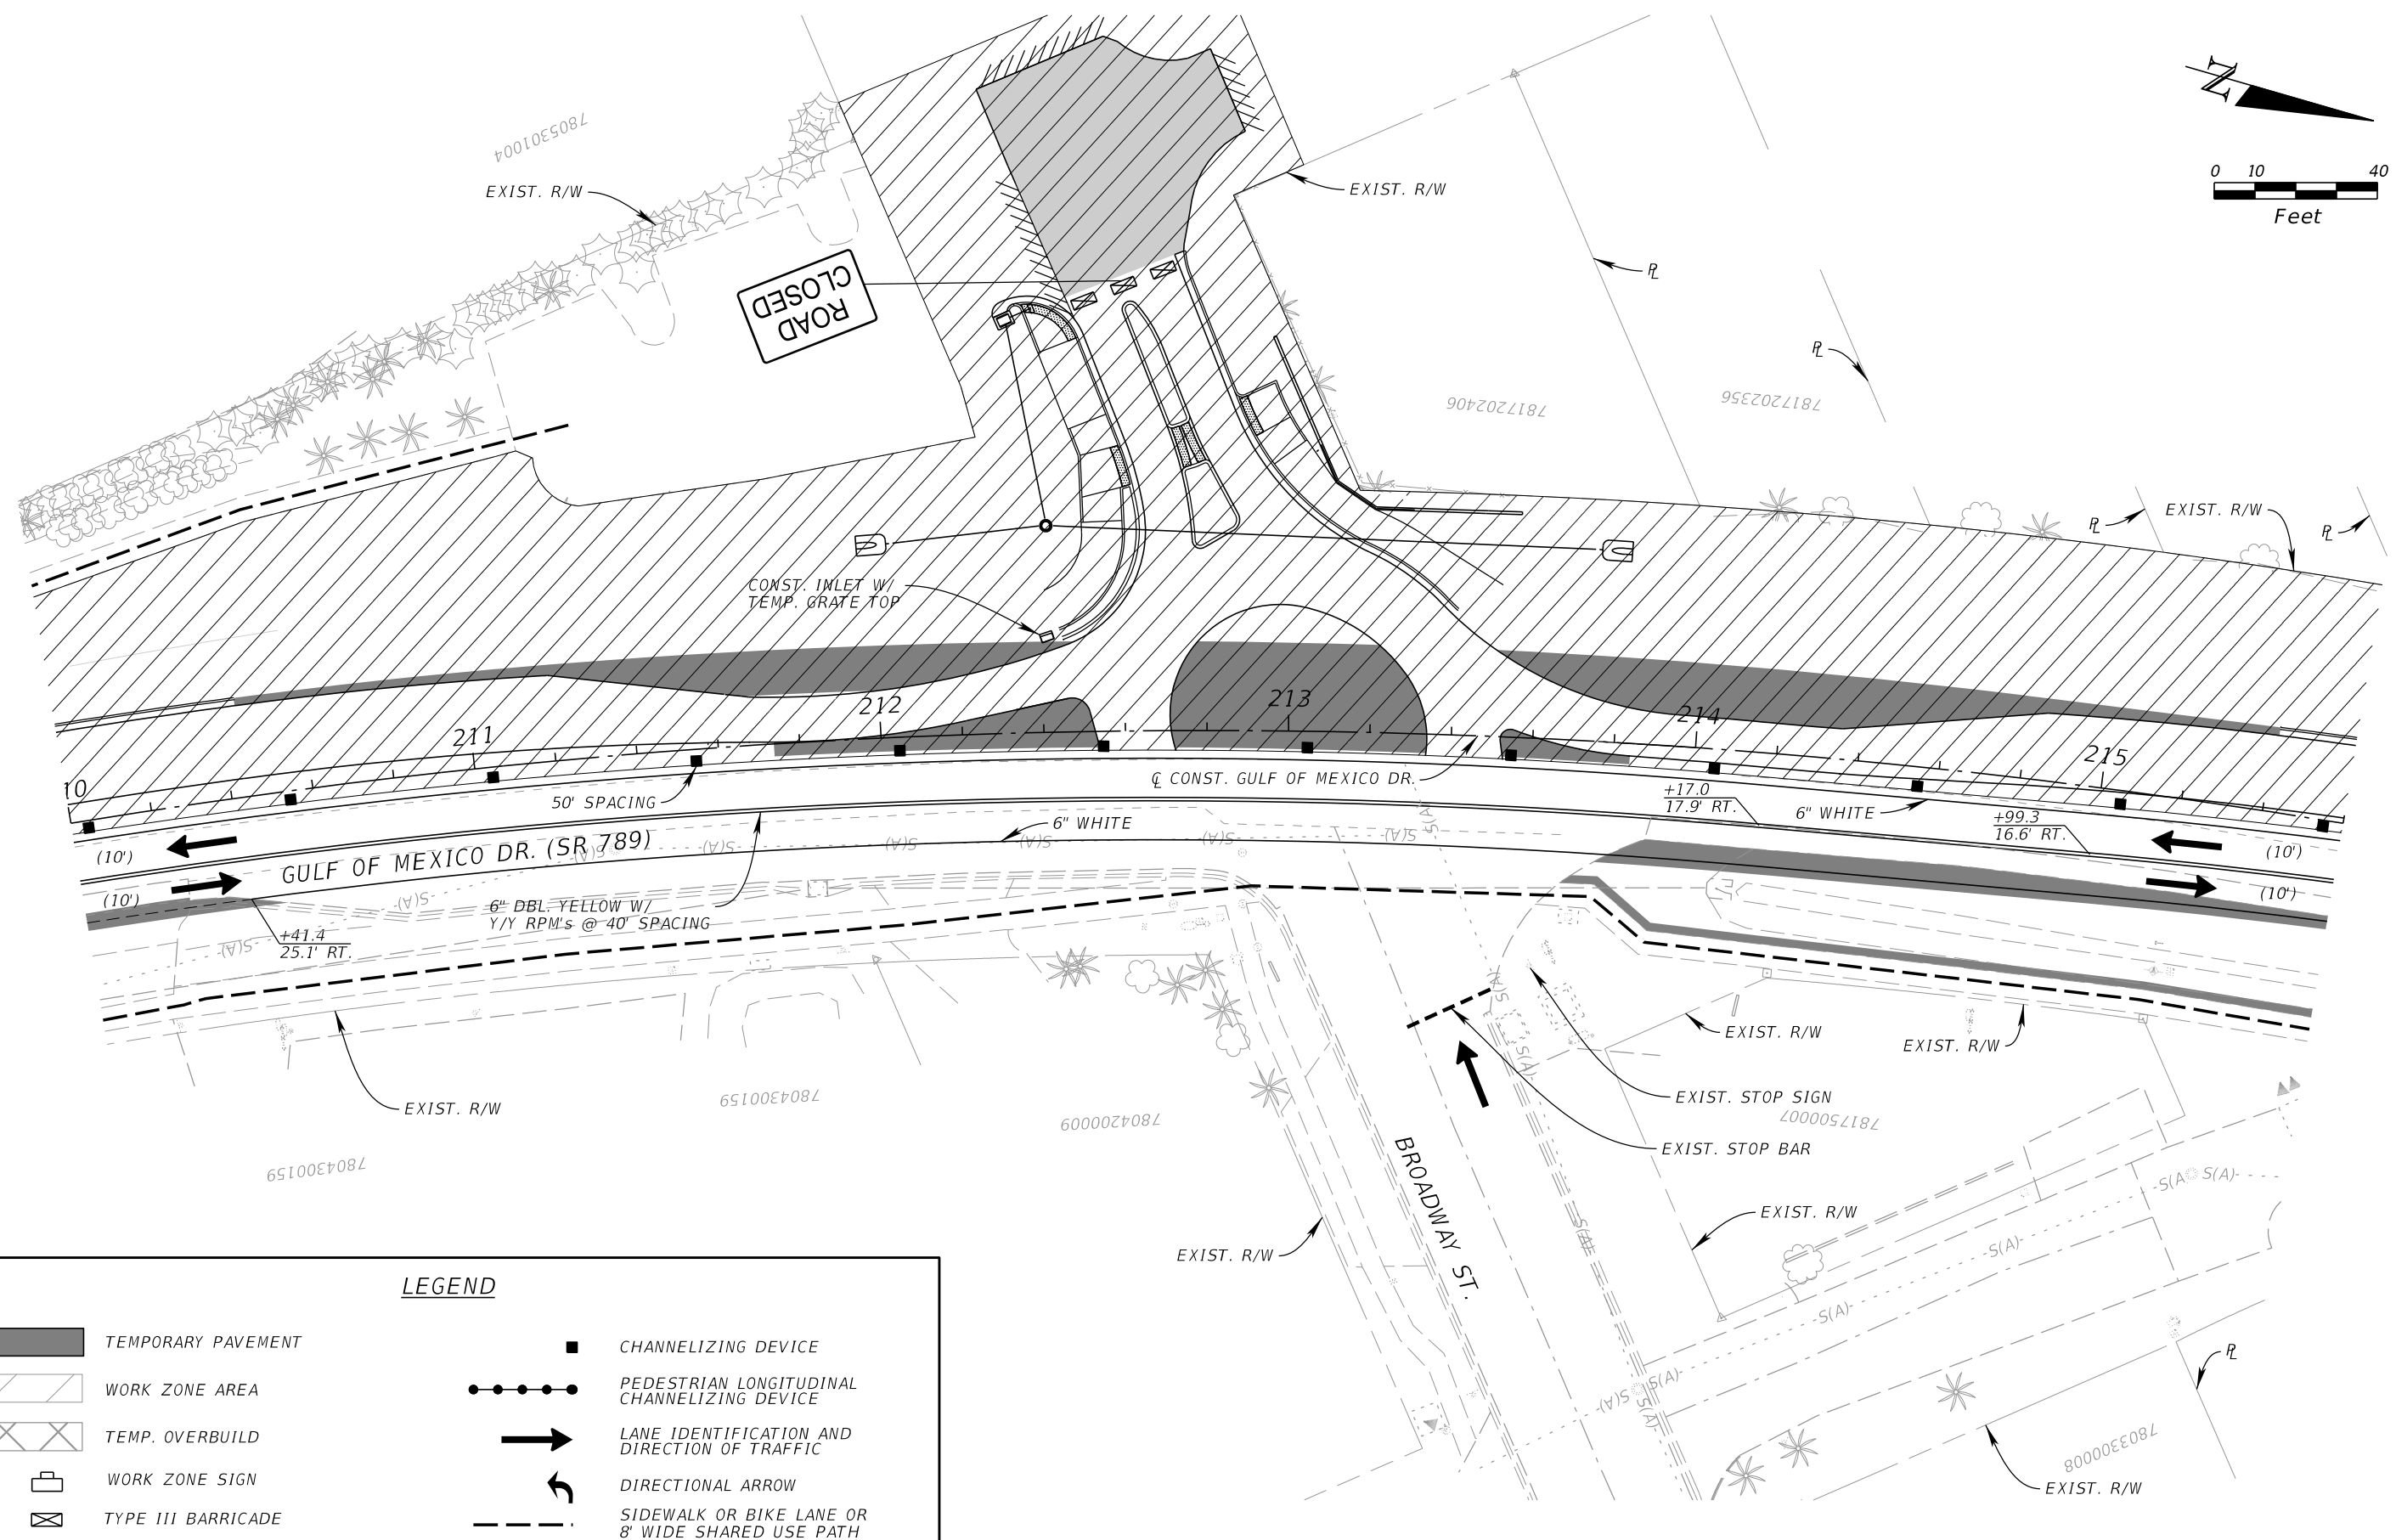 N
0 10 40
Feet
7805301004
EXIST. R/W
EXIST. R/W
ROAD
CLOSED
PL
PL
7817202406
7817202356
PL
EXIST. R/W
PL
CONST. INLET W/
TEMP. GRATE TOP
10
211
212
213
214
215
50' SPACING
CL CONST. GULF OF MEXICO DR.
+17.0
17.9' RT.
6" WHITE
+99.3
16.6' RT.
(10')
(10')
GULF OF MEXICO DR. (SR 789)
6" WHITE
(10')
(10')
-S(A)-
-S(A)-
-S(A)-
-S(A)-
-S(A)-
-S(A)-
-S(A)-
-S(A)-
-S(A)-
6" DBL. YELLOW W/
Y/Y RPM's @ 40' SPACING
+41.4
25.1' RT.
T
EXIST. R/W
EXIST. R/W
EXIST. R/W
EXIST. STOP SIGN
7817500007
EXIST. STOP BAR
7804300159
7804300159
7804200009
BROADWAY ST.
S(A)
S(A)-
S(A)-
S(A)-
EXIST. R/W
EXIST. R/W
-S(A)-
-S(A S(A)-
-S(A)-
-S(A)-
-S(A) S(A)-
PL
7803300008
EXIST. R/W
LEGEND
TEMPORARY PAVEMENT
WORK ZONE AREA
TEMP. OVERBUILD
WORK ZONE SIGN
TYPE III BARRICADE
CHANNELIZING DEVICE
PEDESTRIAN LONGITUDINAL
CHANNELIZING DEVICE
LANE IDENTIFICATION AND
DIRECTION OF TRAFFIC
DIRECTIONAL ARROW
SIDEWALK OR BIKE LANE OR
8' WIDE SHARED USE PATH